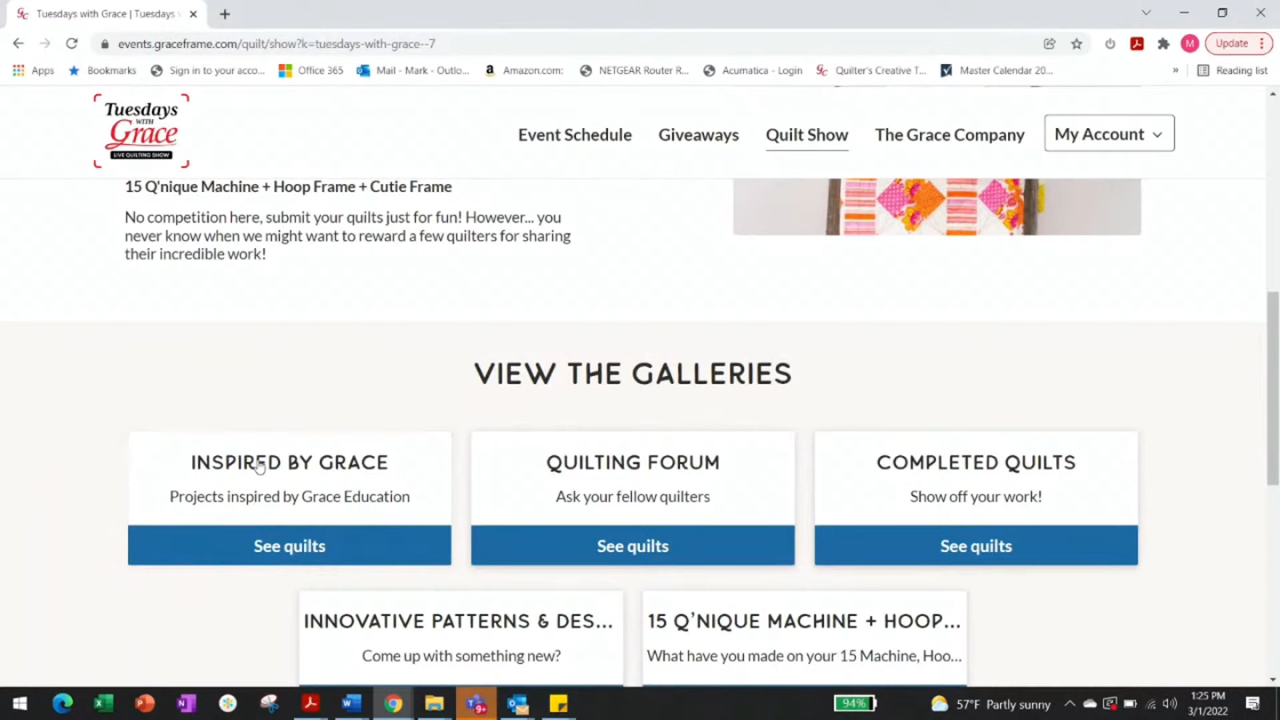 Tuesdays with Grace | Tuesdays
events.graceframe.com/quilt/show?k=tuesdays-with-grace--7
M
Update
Apps
Bookmarks
Sign in to your acco...
Office 365
Mail - Mark - Outlo...
Amazon.com:
NETGEAR Router R...
Acumatica - Login
Quilter's Creative T...
Master Calendar 20...
»
Reading list
Tuesdays
WITH
Grace
LIVE QUILTING SHOW
Event Schedule
Giveaways
Quilt Show
The Grace Company
My Account
15 Q'nique Machine + Hoop Frame + Cutie Frame
No competition here, submit your quilts just for fun! However... you
never know when we might want to reward a few quilters for sharing
their incredible work!
VIEW THE GALLERIES
INSPIRED BY GRACE
Projects inspired by Grace Education
See quilts
QUILTING FORUM
Ask your fellow quilters
See quilts
COMPLETED QUILTS
Show off your work!
See quilts
INNOVATIVE PATTERNS & DES...
Come up with something new?
15 Q'NIQUE MACHINE + HOOP...
What have you made on your 15 Machine, Hoo...
94%
57°F Partly sunny
1:25 PM
3/1/2022